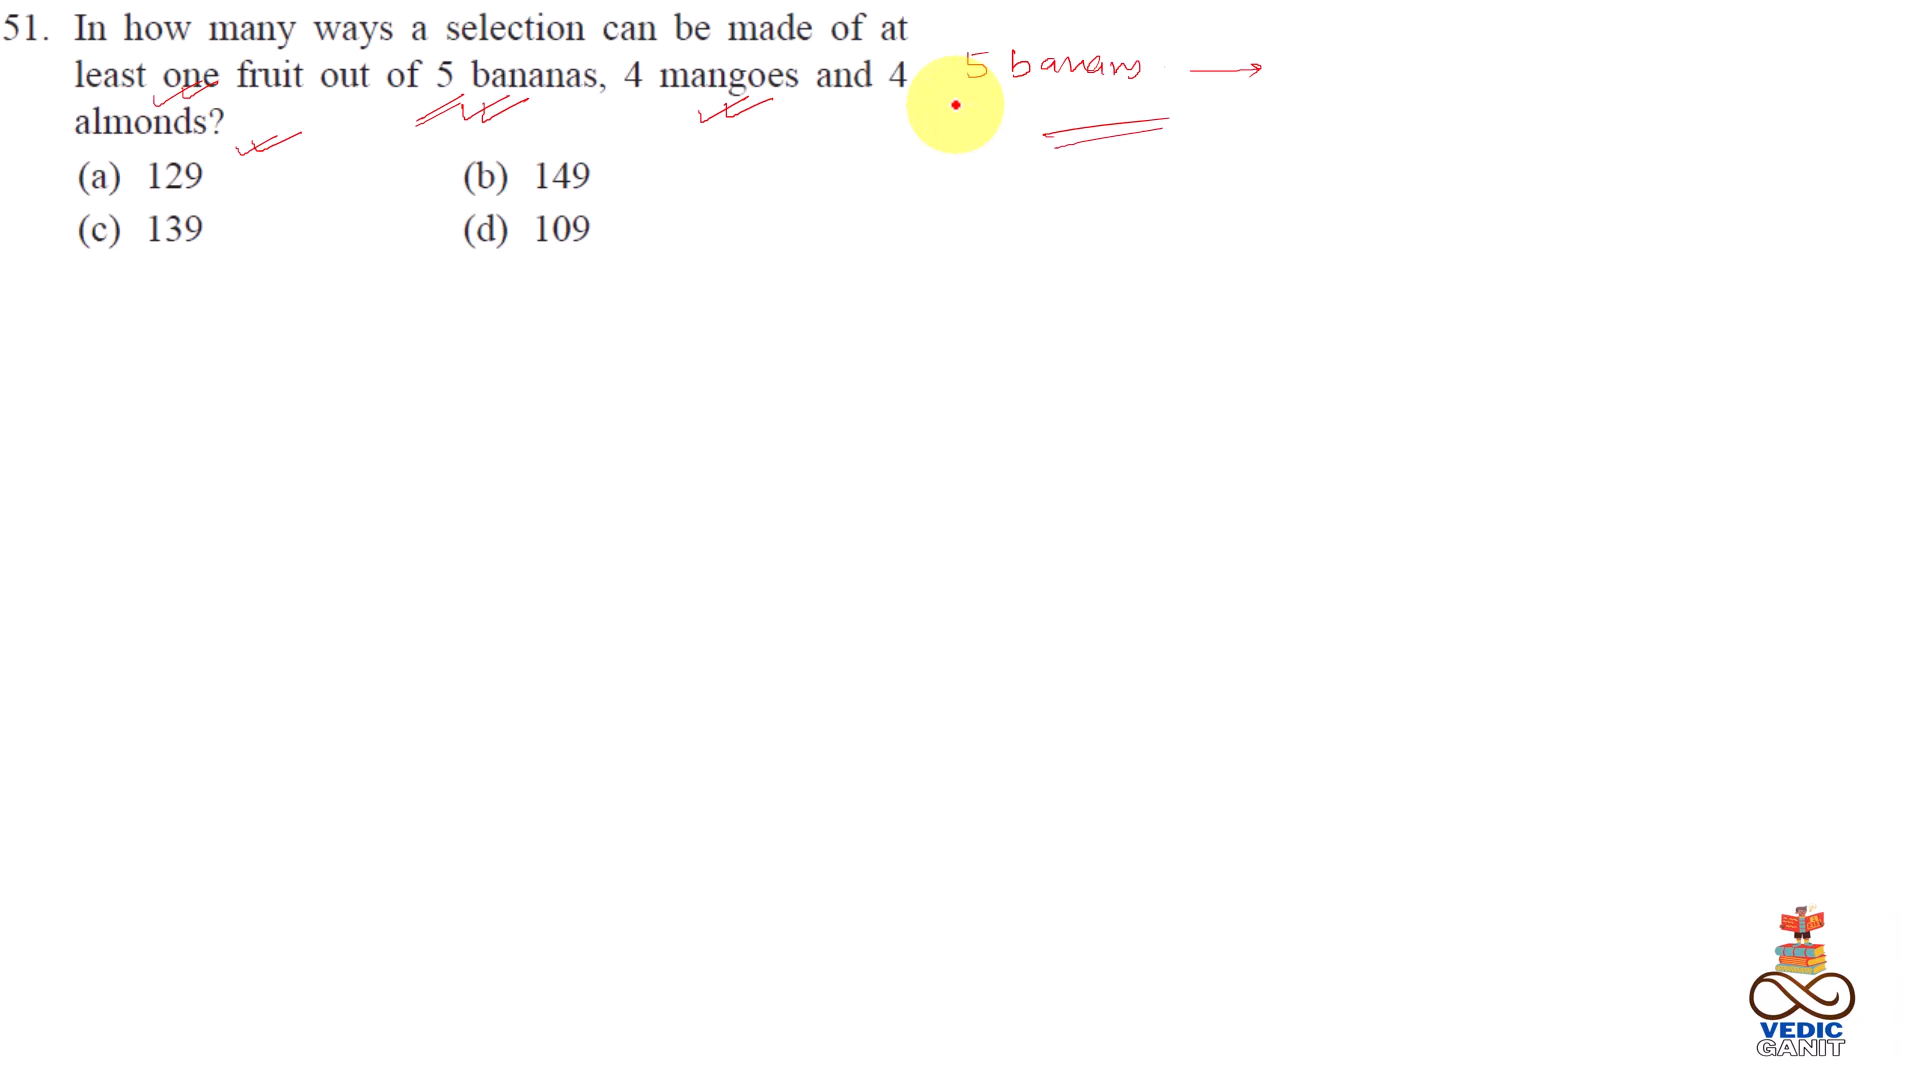 51. In how many ways a selection can be made of at
least one fruit out of 5 bananas, 4 mangoes and 4
almonds?
(a) 129 (b) 149
(c) 139 (d) 109
5
VEDIC
GANIT